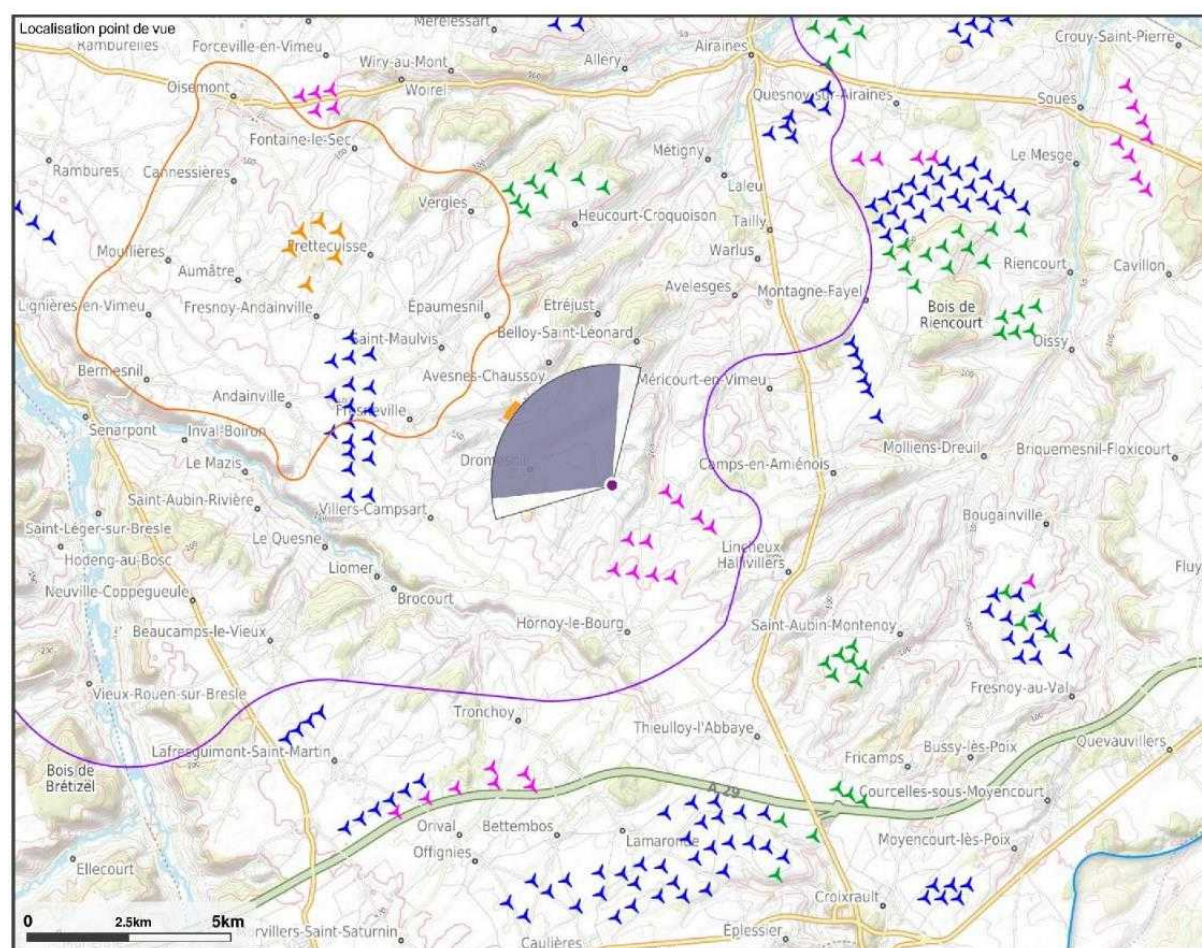 Localisation point de vue
Mérélessart
Ramburelles
Forceville-en-Vimeu
Airaines
Crouy-Saint-Pierre
Wiry-au-Mont
Allery
Oisemont
Woirel
Quesnoy-sur-Airaines
Soues
Fontaine-le-Sec
Rambures
Cannessières
Métigny
Le Mesge
Laleu
Vergies
Heucourt-Croquoison
Tailly
Mouflières
Frettecuisse
Warlus
Riencourt
Cavillon
Aumâtre
Avelesges
Montagne-Fayel
Lignières-en-Vimeu
Fresnoy-Andainville
Épaumesnil
Etréjust
Bois de
Riencourt
Saint-Maulvis
Belloy-Saint-Léonard
Oissy
Bermesnil
Avesnes-Chaussoy
Méricourt-en-Vimeu
Andainville
Fresneville
Senarpont
Inval-Boiron
Le Mazis
Dromesnil
Camps-en-Amiénois
Molliens-Dreuil
Briquemesnil-Floxicourt
Saint-Aubin-Rivière
Villers-Campsart
Saint-Léger-sur-Bresle
Bougainville
Le Quesne
Lincheux
Hallivillers
Hodeng-au-Bosc
Liomer
Fluy
Neuville-Coppegueule
Brocourt
Beaucamps-le-Vieux
Hornoy-le-Bourg
Saint-Aubin-Montenoy
Vieux-Rouen-sur-Bresle
Fresnoy-au-Val
Tronchoy
Thieulloy-l'Abbaye
Lafresguimont-Saint-Martin
Bussy-lès-Poix
Quevauvillers
Fricamps
Bois de
Brétizel
A 29
Courcelles-sous-Moyencourt
Orival
Bettembos
Lamaronde
Moyencourt-lès-Poix
Offignies
Ellecourt
Croixrault
0 2.5km 5km
rvillers-Saint-Saturnin
Caulières
Éplessier